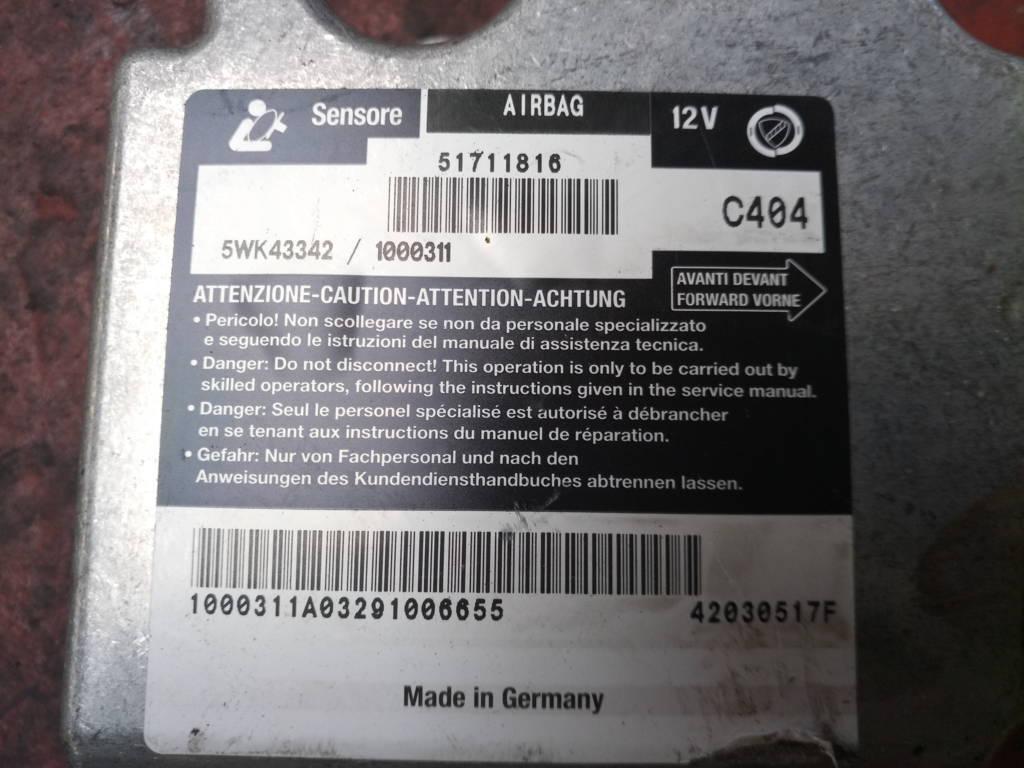 Sensore AIRBAG 12V
51711816
C404
5WK43342 / 1000311
AVANTI DEVANT
FORWARD VORNE
ATTENZIONE-CAUTION-ATTENTION-ACHTUNG
• Pericolo! Non scollegare se non da personale specializzato
e seguendo le istruzioni del manuale di assistenza tecnica.
• Danger: Do not disconnect! This operation is only to be carried out by
skilled operators, following the instructions given in the service manual.
• Danger: Seul le personel spécialisé est autorisé à débrancher
en se tenant aux instructions du manuel de réparation.
• Gefahr: Nur von Fachpersonal und nach den
Anweisungen des Kundendiensthandbuches abtrennen lassen.
1000311A03291006655 42030517F
Made in Germany